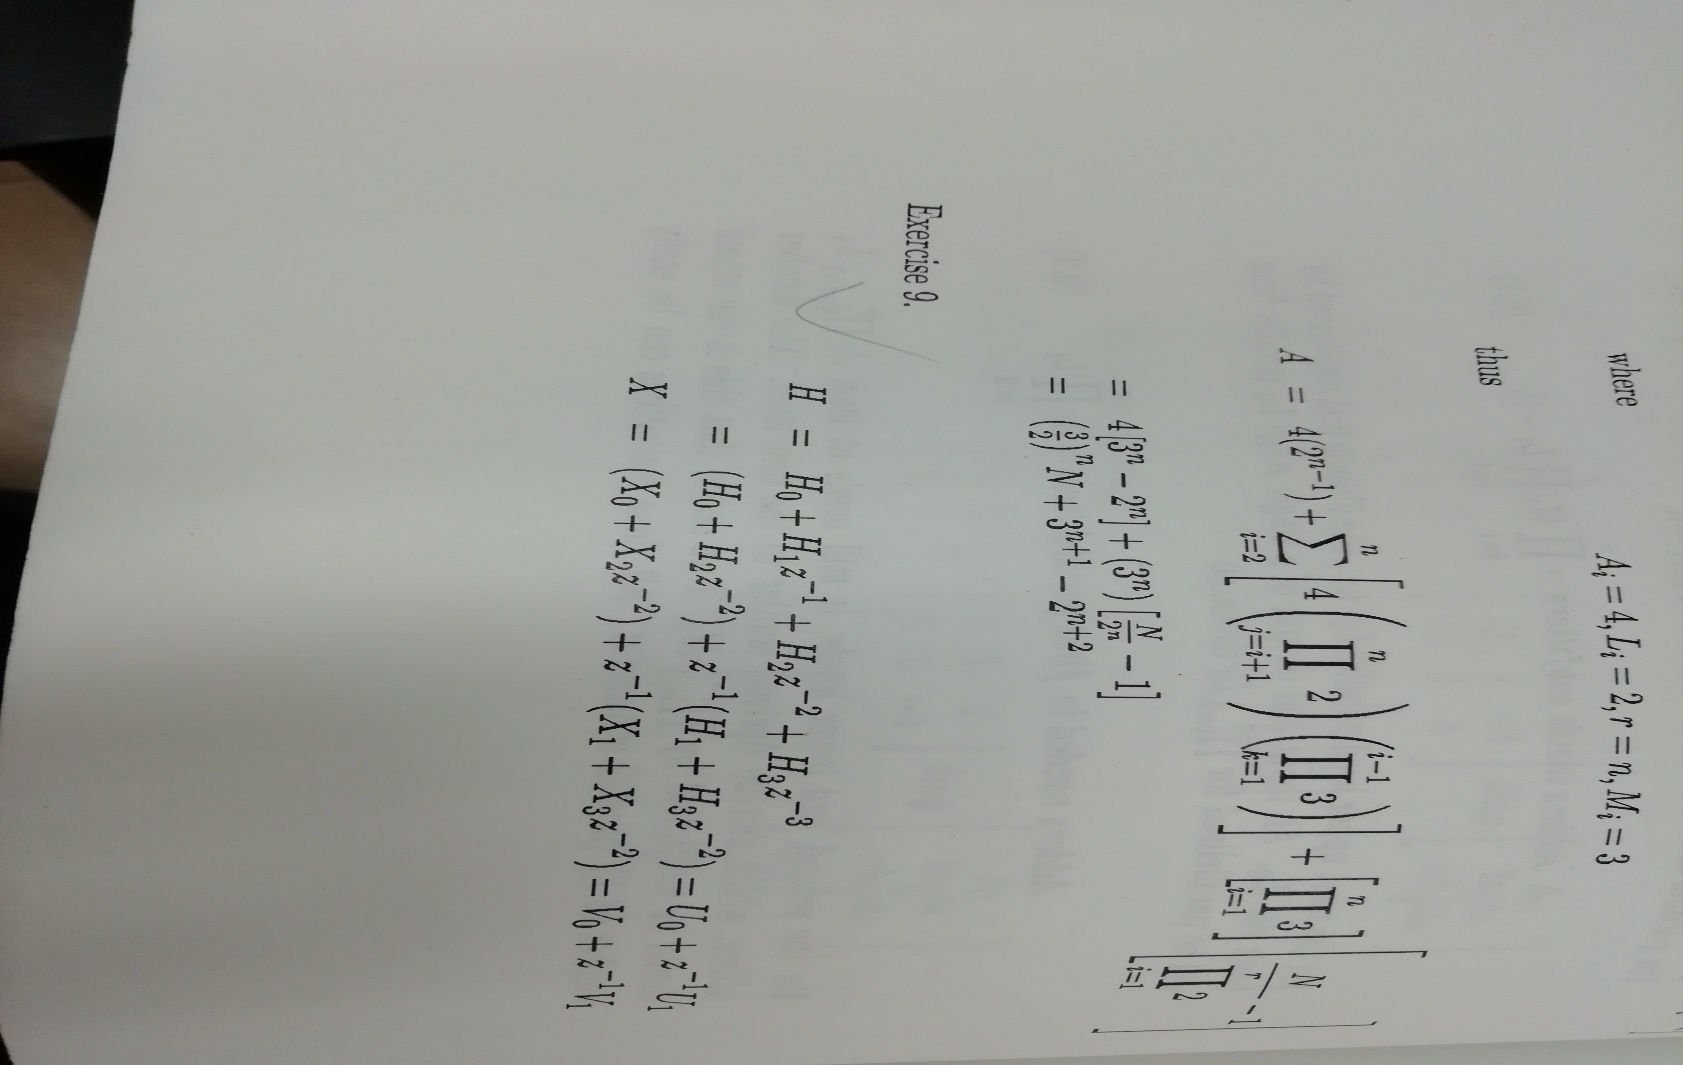 where A_i = 4, L_i = 2, r = n, M_i = 3
thus
A = 4(2^{n-1}) + \sum_{i=2}^{n} [ 4 ( \prod_{j=i+1}^{n} 2 ) ( \prod_{k=1}^{i-1} 3 ) ] + [ \prod_{i=1}^{n} 3 ] [ N / \prod_{i=1}^{r} 2 - 1 ]
= 4[3^n - 2^n] + (3^n) [ \frac{N}{2^n} - 1 ]
= (\frac{3}{2})^n N + 3^{n+1} - 2^{n+2}
Exercise 9.
H = H_0 + H_1 z^{-1} + H_2 z^{-2} + H_3 z^{-3}
= (H_0 + H_2 z^{-2}) + z^{-1}(H_1 + H_3 z^{-2}) = U_0 + z^{-1}U_1
X = (X_0 + X_2 z^{-2}) + z^{-1}(X_1 + X_3 z^{-2}) = V_0 + z^{-1}V_1